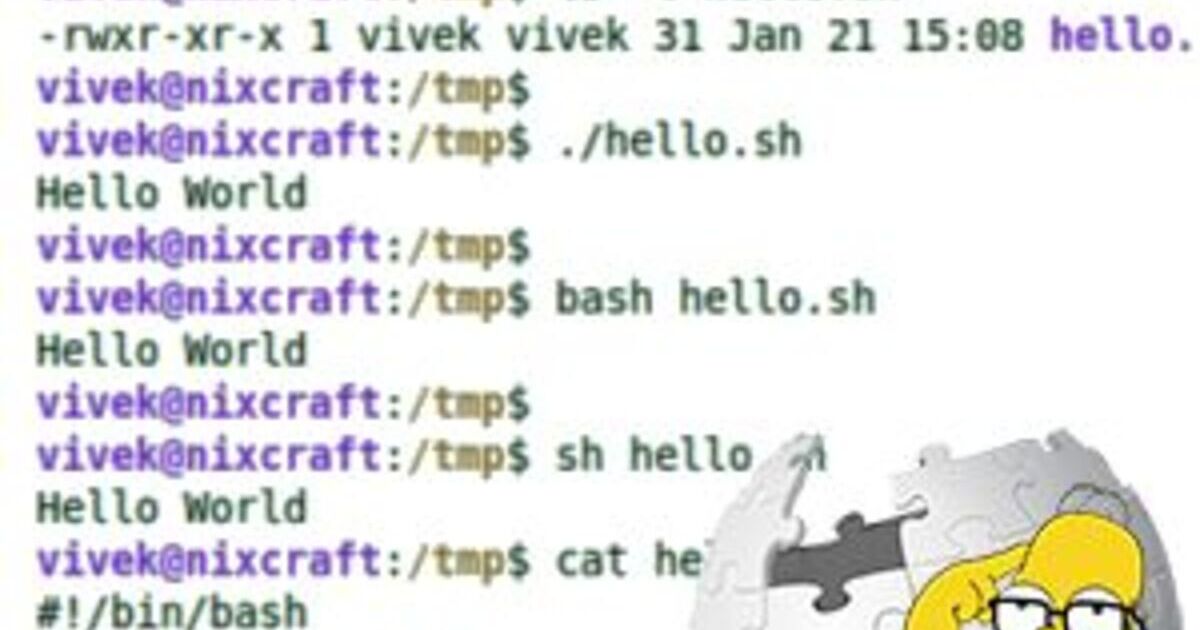 -rwxr-xr-x 1 vivek vivek 31 Jan 21 15:08 hello.
vivek@nixcraft:/tmp$
vivek@nixcraft:/tmp$ ./hello.sh
Hello World
vivek@nixcraft:/tmp$
vivek@nixcraft:/tmp$ bash hello.sh
Hello World
vivek@nixcraft:/tmp$
vivek@nixcraft:/tmp$ sh hello
Hello World
vivek@nixcraft:/tmp$ cat he
#!/bin/bash